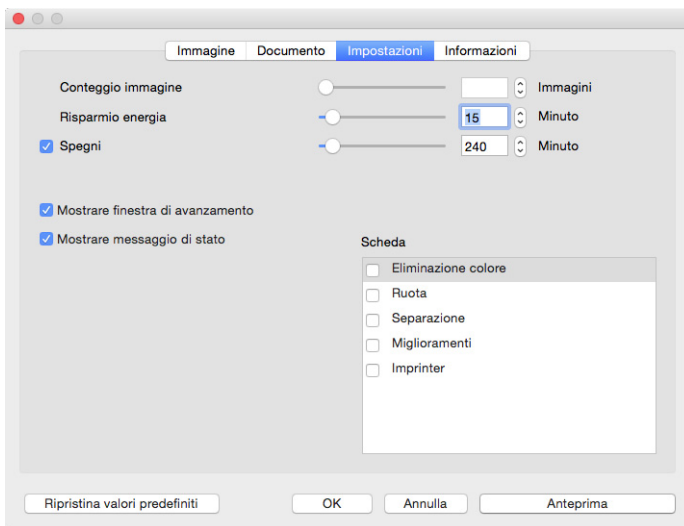 Immagine Documento Impostazioni Informazioni
Conteggio immagine Immagini
Risparmio energia 15 Minuto
Spegni 240 Minuto
Mostrare finestra di avanzamento
Mostrare messaggio di stato
Scheda
Eliminazione colore
Ruota
Separazione
Miglioramenti
Imprinter
Ripristina valori predefiniti OK Annulla Anteprima